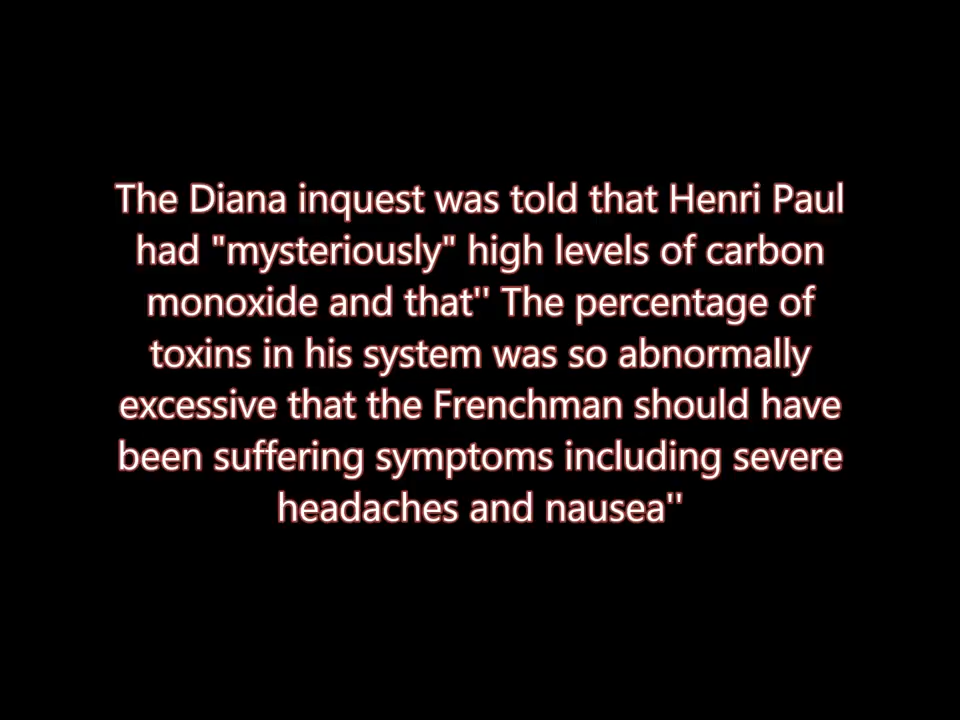 The Diana inquest was told that Henri Paul
had "mysteriously" high levels of carbon
monoxide and that'' The percentage of
toxins in his system was so abnormally
excessive that the Frenchman should have
been suffering symptoms including severe
headaches and nausea''